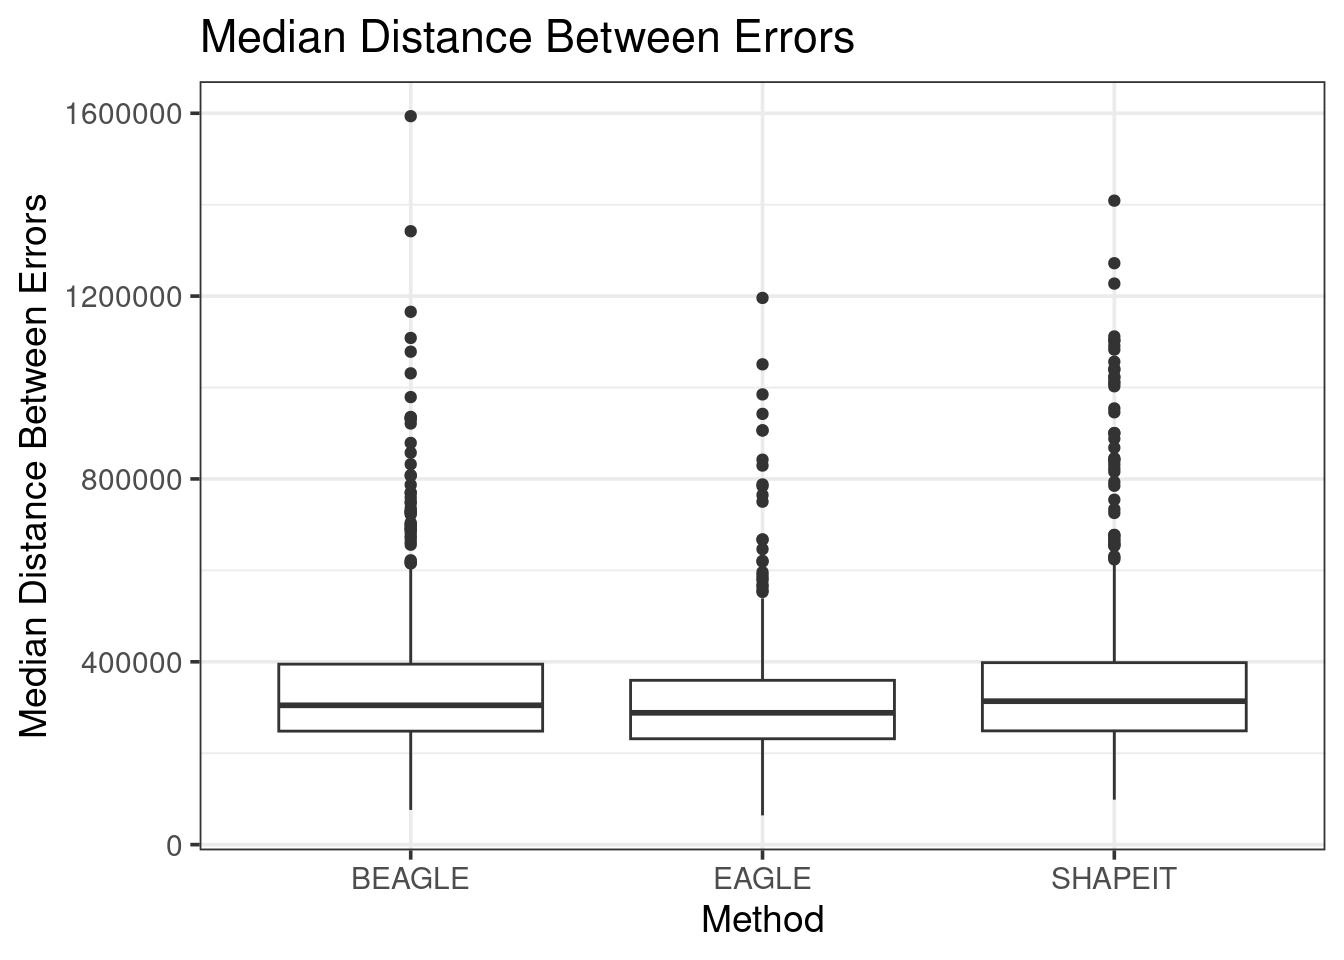 Median Distance Between Errors
Median Distance Between Errors
1600000
1200000
800000
400000
0
BEAGLE EAGLE SHAPEIT
Method